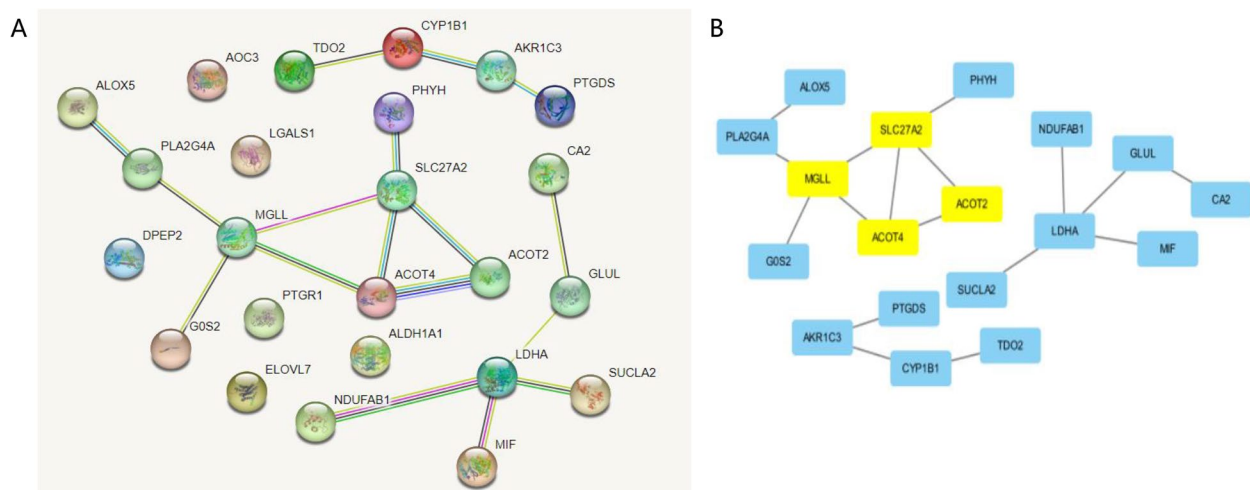 A
CYP1B1
TDO2
AKR1C3
AOC3
PTGDS
ALOX5
PHYH
LGALS1
PLA2G4A
CA2
SLC27A2
MGLL
DPEP2
ACOT2
ACOT4
GLUL
PTGR1
G0S2
ALDH1A1
LDHA
ELOVL7
SUCLA2
NDUFAB1
MIF
B
PHYH
ALOX5
SLC27A2
NDUFAB1
PLA2G4A
GLUL
MGLL
ACOT2
CA2
ACOT4
LDHA
G0S2
MIF
SUCLA2
PTGDS
AKR1C3
TDO2
CYP1B1